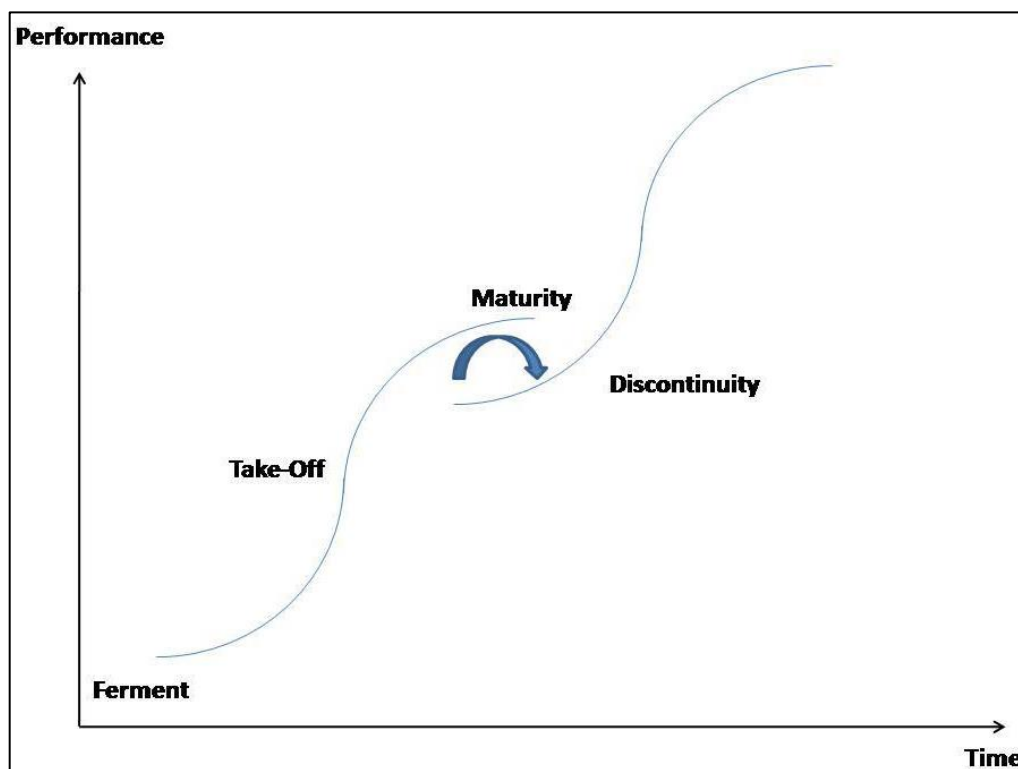 Performance
Maturity
Discontinuity
Take-Off
Ferment
Time